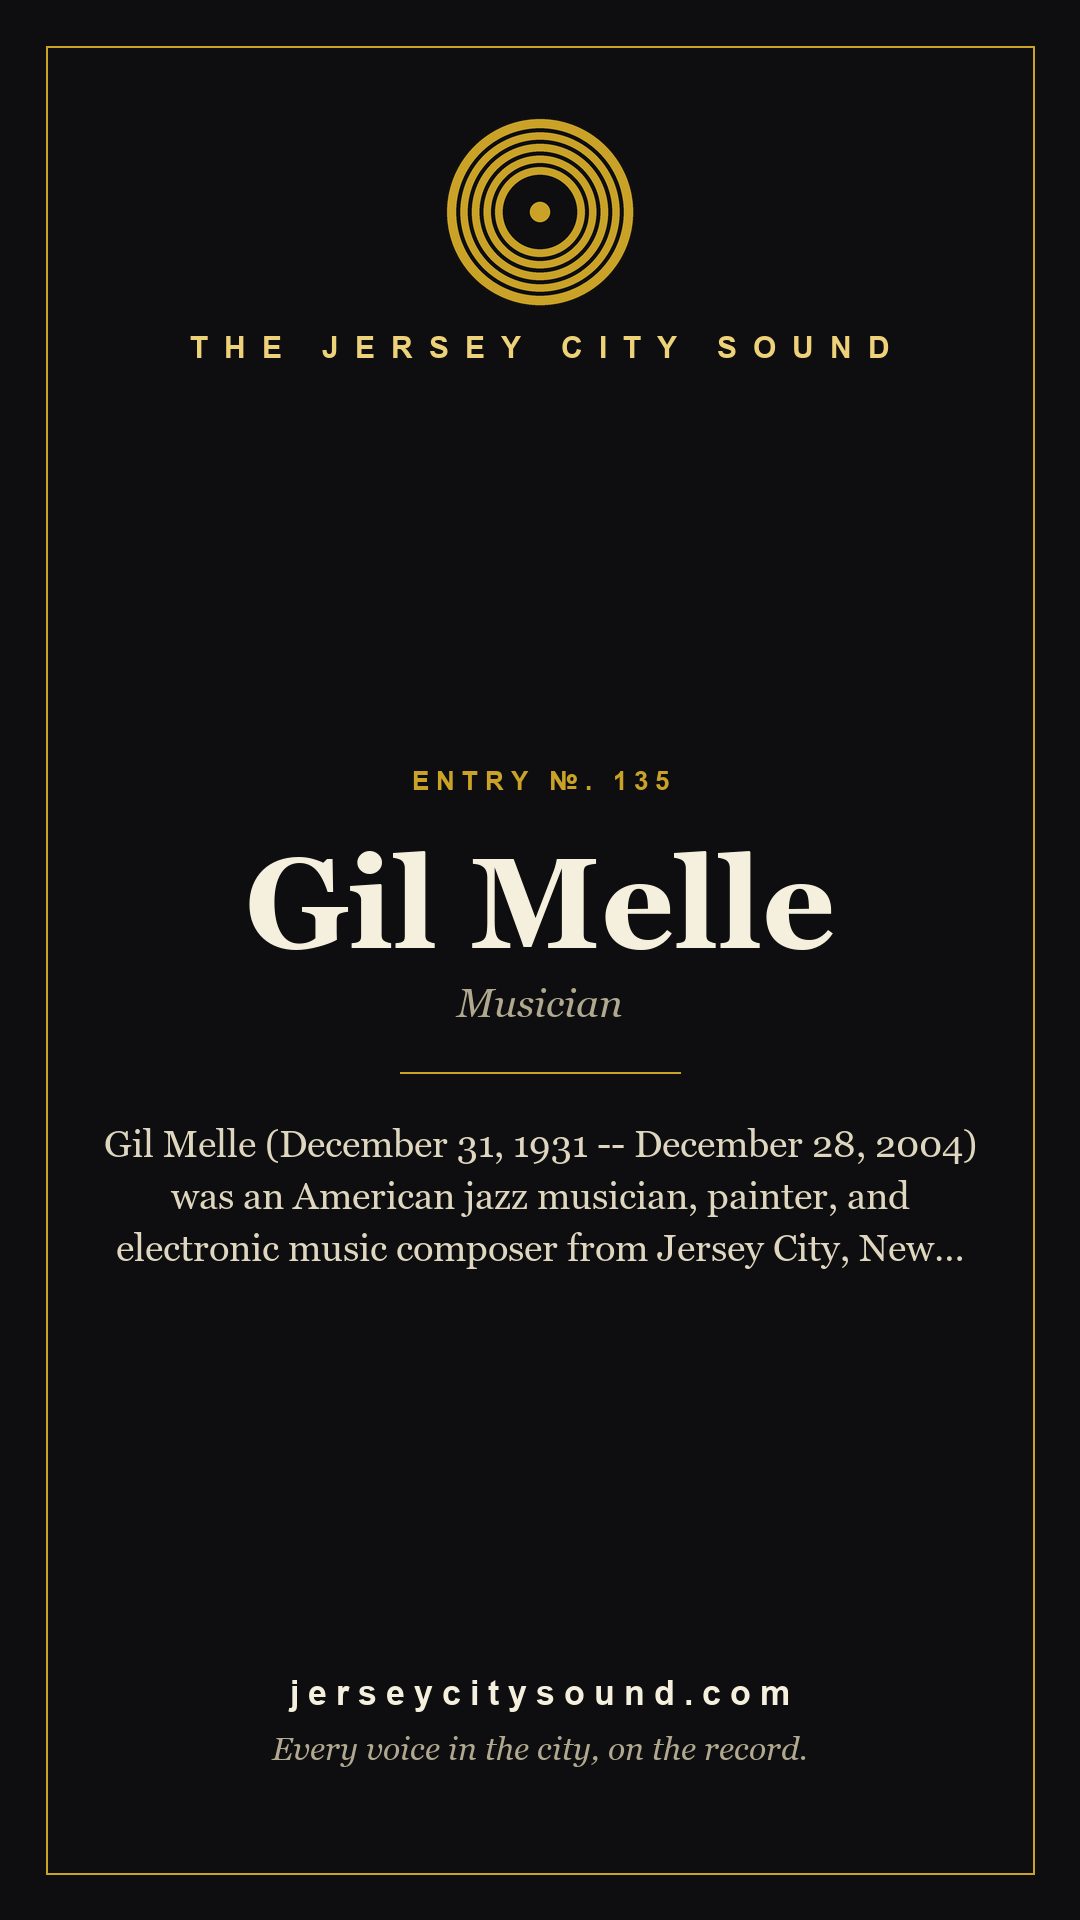 THE JERSEY CITY SOUND
ENTRY №. 135
Gil Melle
Musician
Gil Melle (December 31, 1931 -- December 28, 2004)
was an American jazz musician, painter, and
electronic music composer from Jersey City, New...
jerseycitysound.com
Every voice in the city, on the record.